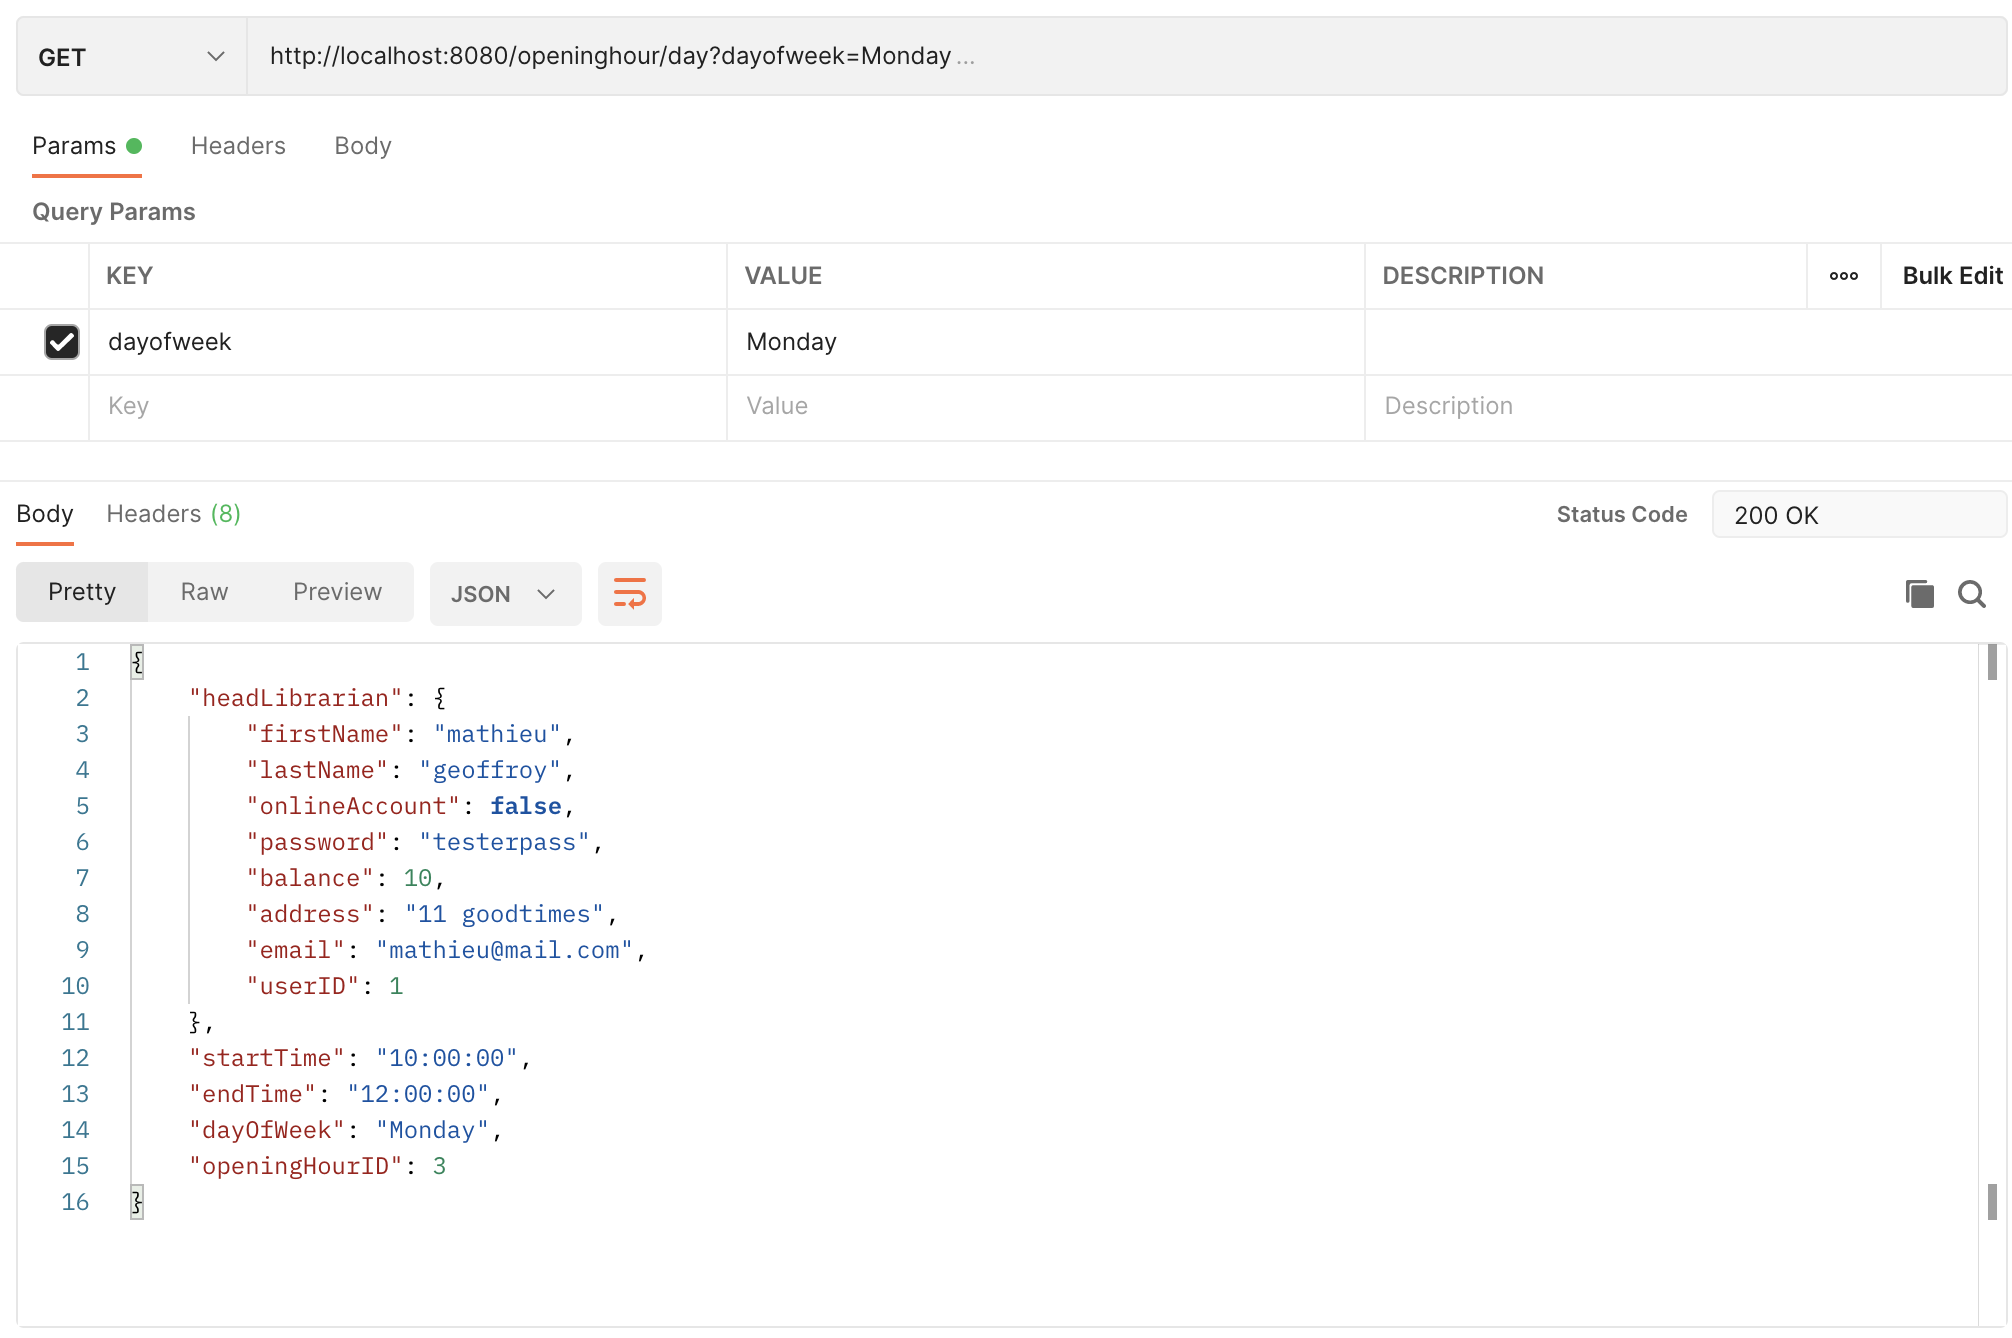 GET http://localhost:8080/openinghour/day?dayofweek=Monday ...
Params Headers Body
Query Params
KEY VALUE DESCRIPTION ooo Bulk Edit
dayofweek Monday
Key Value Description
Body Headers (8) Status Code 200 OK
Pretty Raw Preview JSON
1 {
2 "headLibrarian": {
3 "firstName": "mathieu",
4 "lastName": "geoffroy",
5 "onlineAccount": false,
6 "password": "testerpass",
7 "balance": 10,
8 "address": "11 goodtimes",
9 "email": "mathieu@mail.com",
10 "userID": 1
11 },
12 "startTime": "10:00:00",
13 "endTime": "12:00:00",
14 "dayOfWeek": "Monday",
15 "openingHourID": 3
16 }